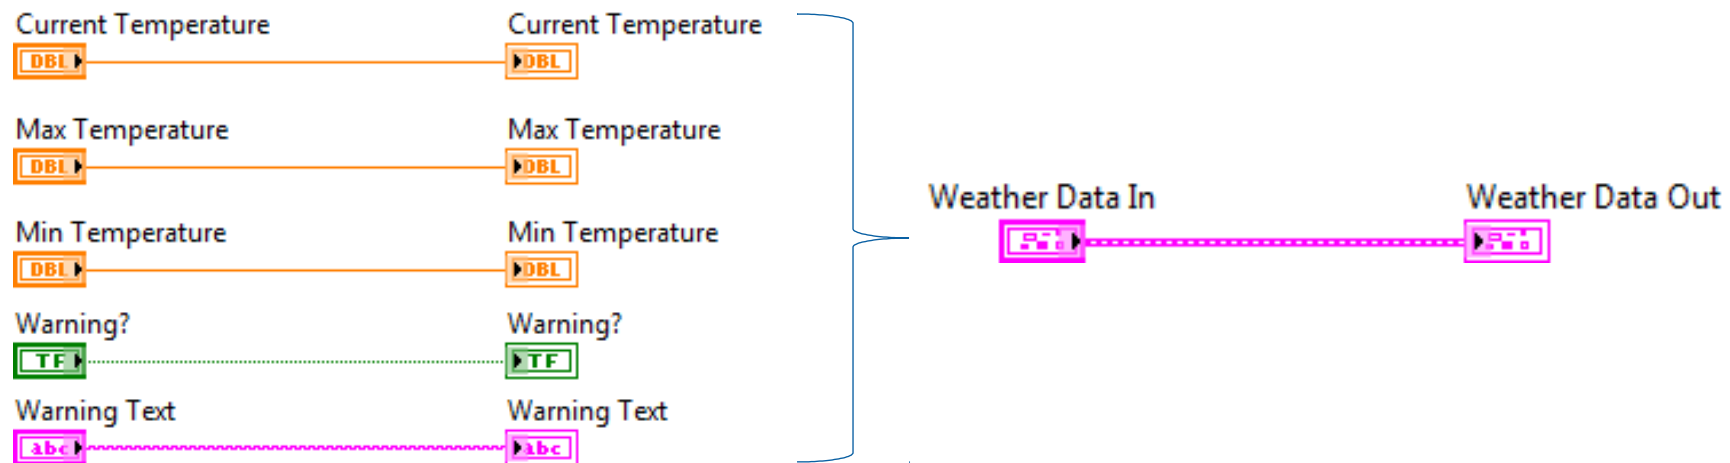 Current Temperature
Current Temperature
DBL
DBL
Max Temperature
Max Temperature
DBL
DBL
Min Temperature
Min Temperature
DBL
DBL
Warning?
Warning?
TF
TF
Warning Text
Warning Text
abc
abc
Weather Data In
Weather Data Out